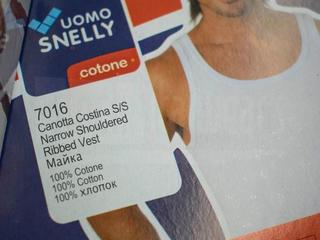 UOMO
SNELLY
cotone
7016
Canotta Costina S/S
Narrow Shouldered
Ribbed Vest
Майка
100% Cotone
100% Cotton
100% хлопок